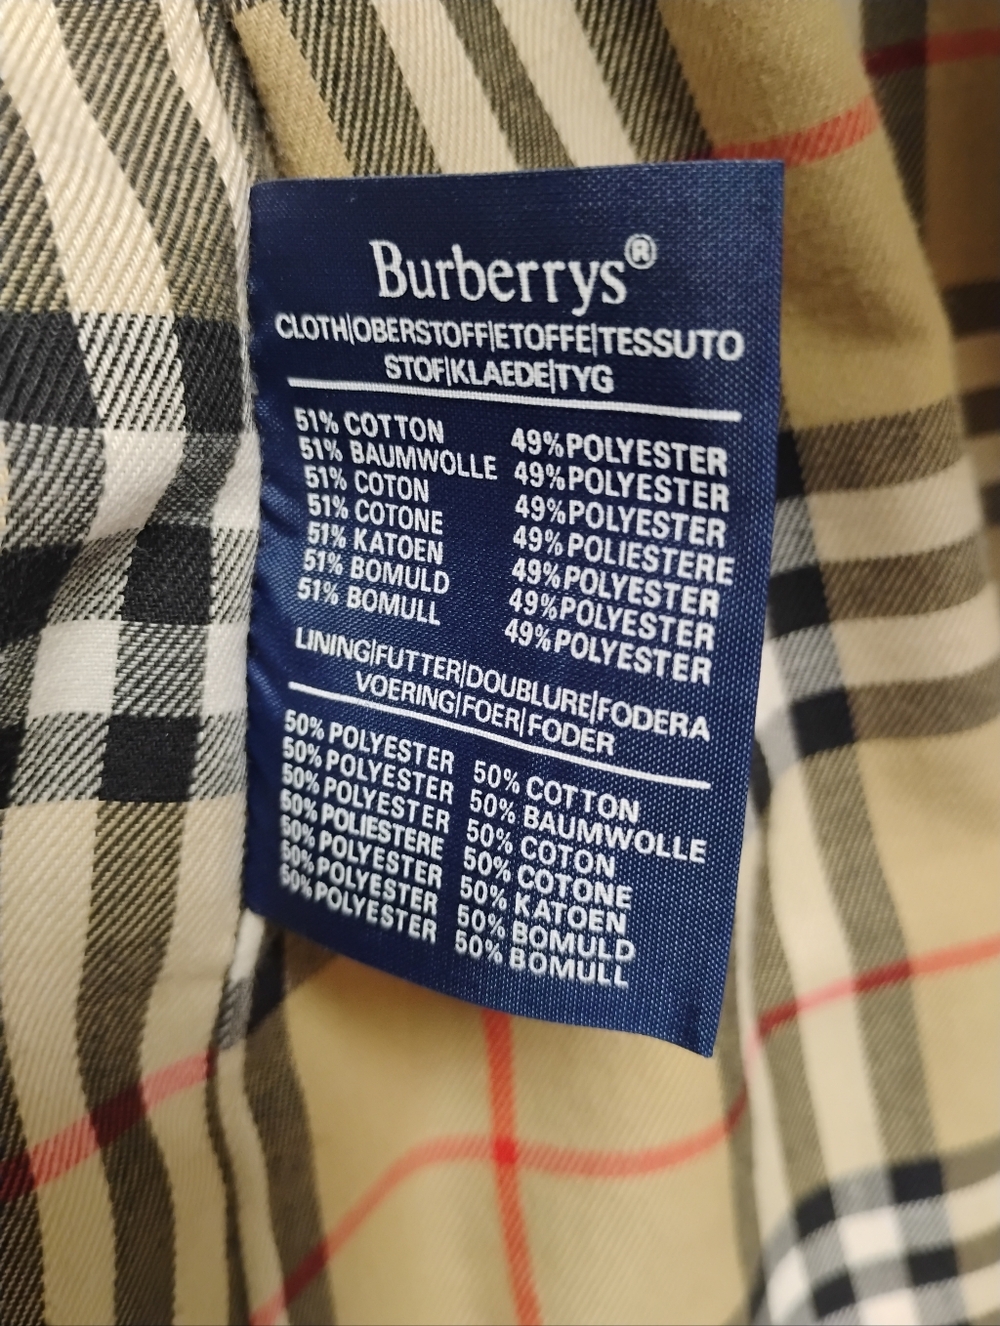 Burberrys®
CLOTH|OBERSTOFF|ETOFFE|TESSUTO
STOF|KLAEDE|TYG
51% COTTON 49% POLYESTER
51% BAUMWOLLE 49% POLYESTER
51% COTON 49% POLYESTER
51% COTONE 49% POLIESTERE
51% KATOEN 49% POLYESTER
51% BOMULD 49% POLYESTER
51% BOMULL 49% POLYESTER
LINING|FUTTER|DOUBLURE|FODERA
VOERING|FOER|FODER
50% POLYESTER 50% COTTON
50% POLYESTER 50% BAUMWOLLE
50% POLYESTER 50% COTON
50% POLIESTERE 50% COTONE
50% POLYESTER 50% KATOEN
50% POLYESTER 50% BOMULD
50% POLYESTER 50% BOMULL